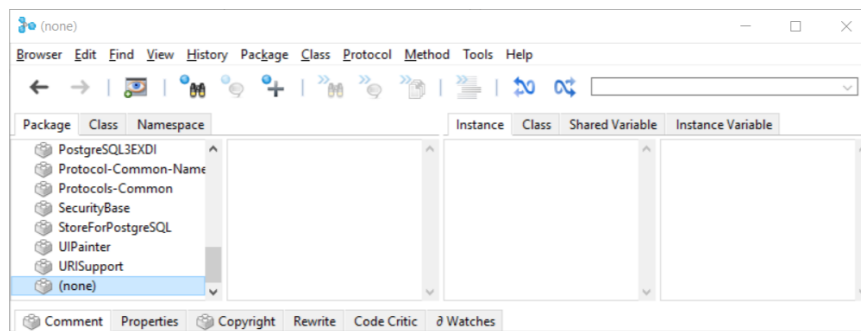 (none)
Browser Edit Find View History Package Class Protocol Method Tools Help
Package Class Namespace
Instance Class Shared Variable Instance Variable
PostgreSQL3EXDI
Protocol-Common-Name
Protocols-Common
SecurityBase
StoreForPostgreSQL
UIPainter
URISupport
(none)
Comment Properties Copyright Rewrite Code Critic ∂ Watches